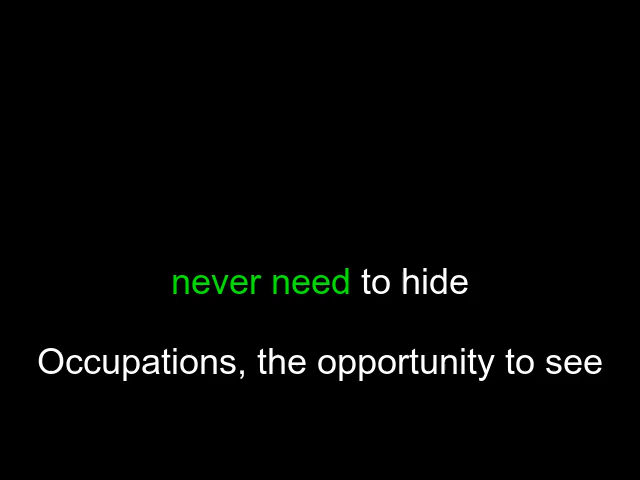 never need to hide
Occupations, the opportunity to see